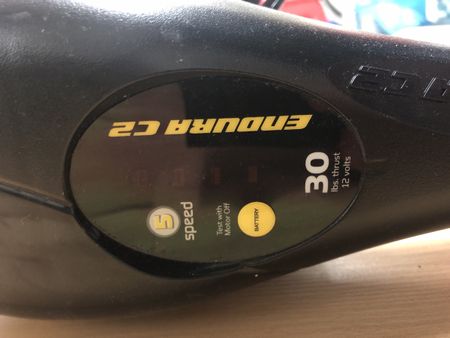 ENDURA C2
30
lbs. thrust
12 volts
5
speed
Test with
Motor Off
BATTERY